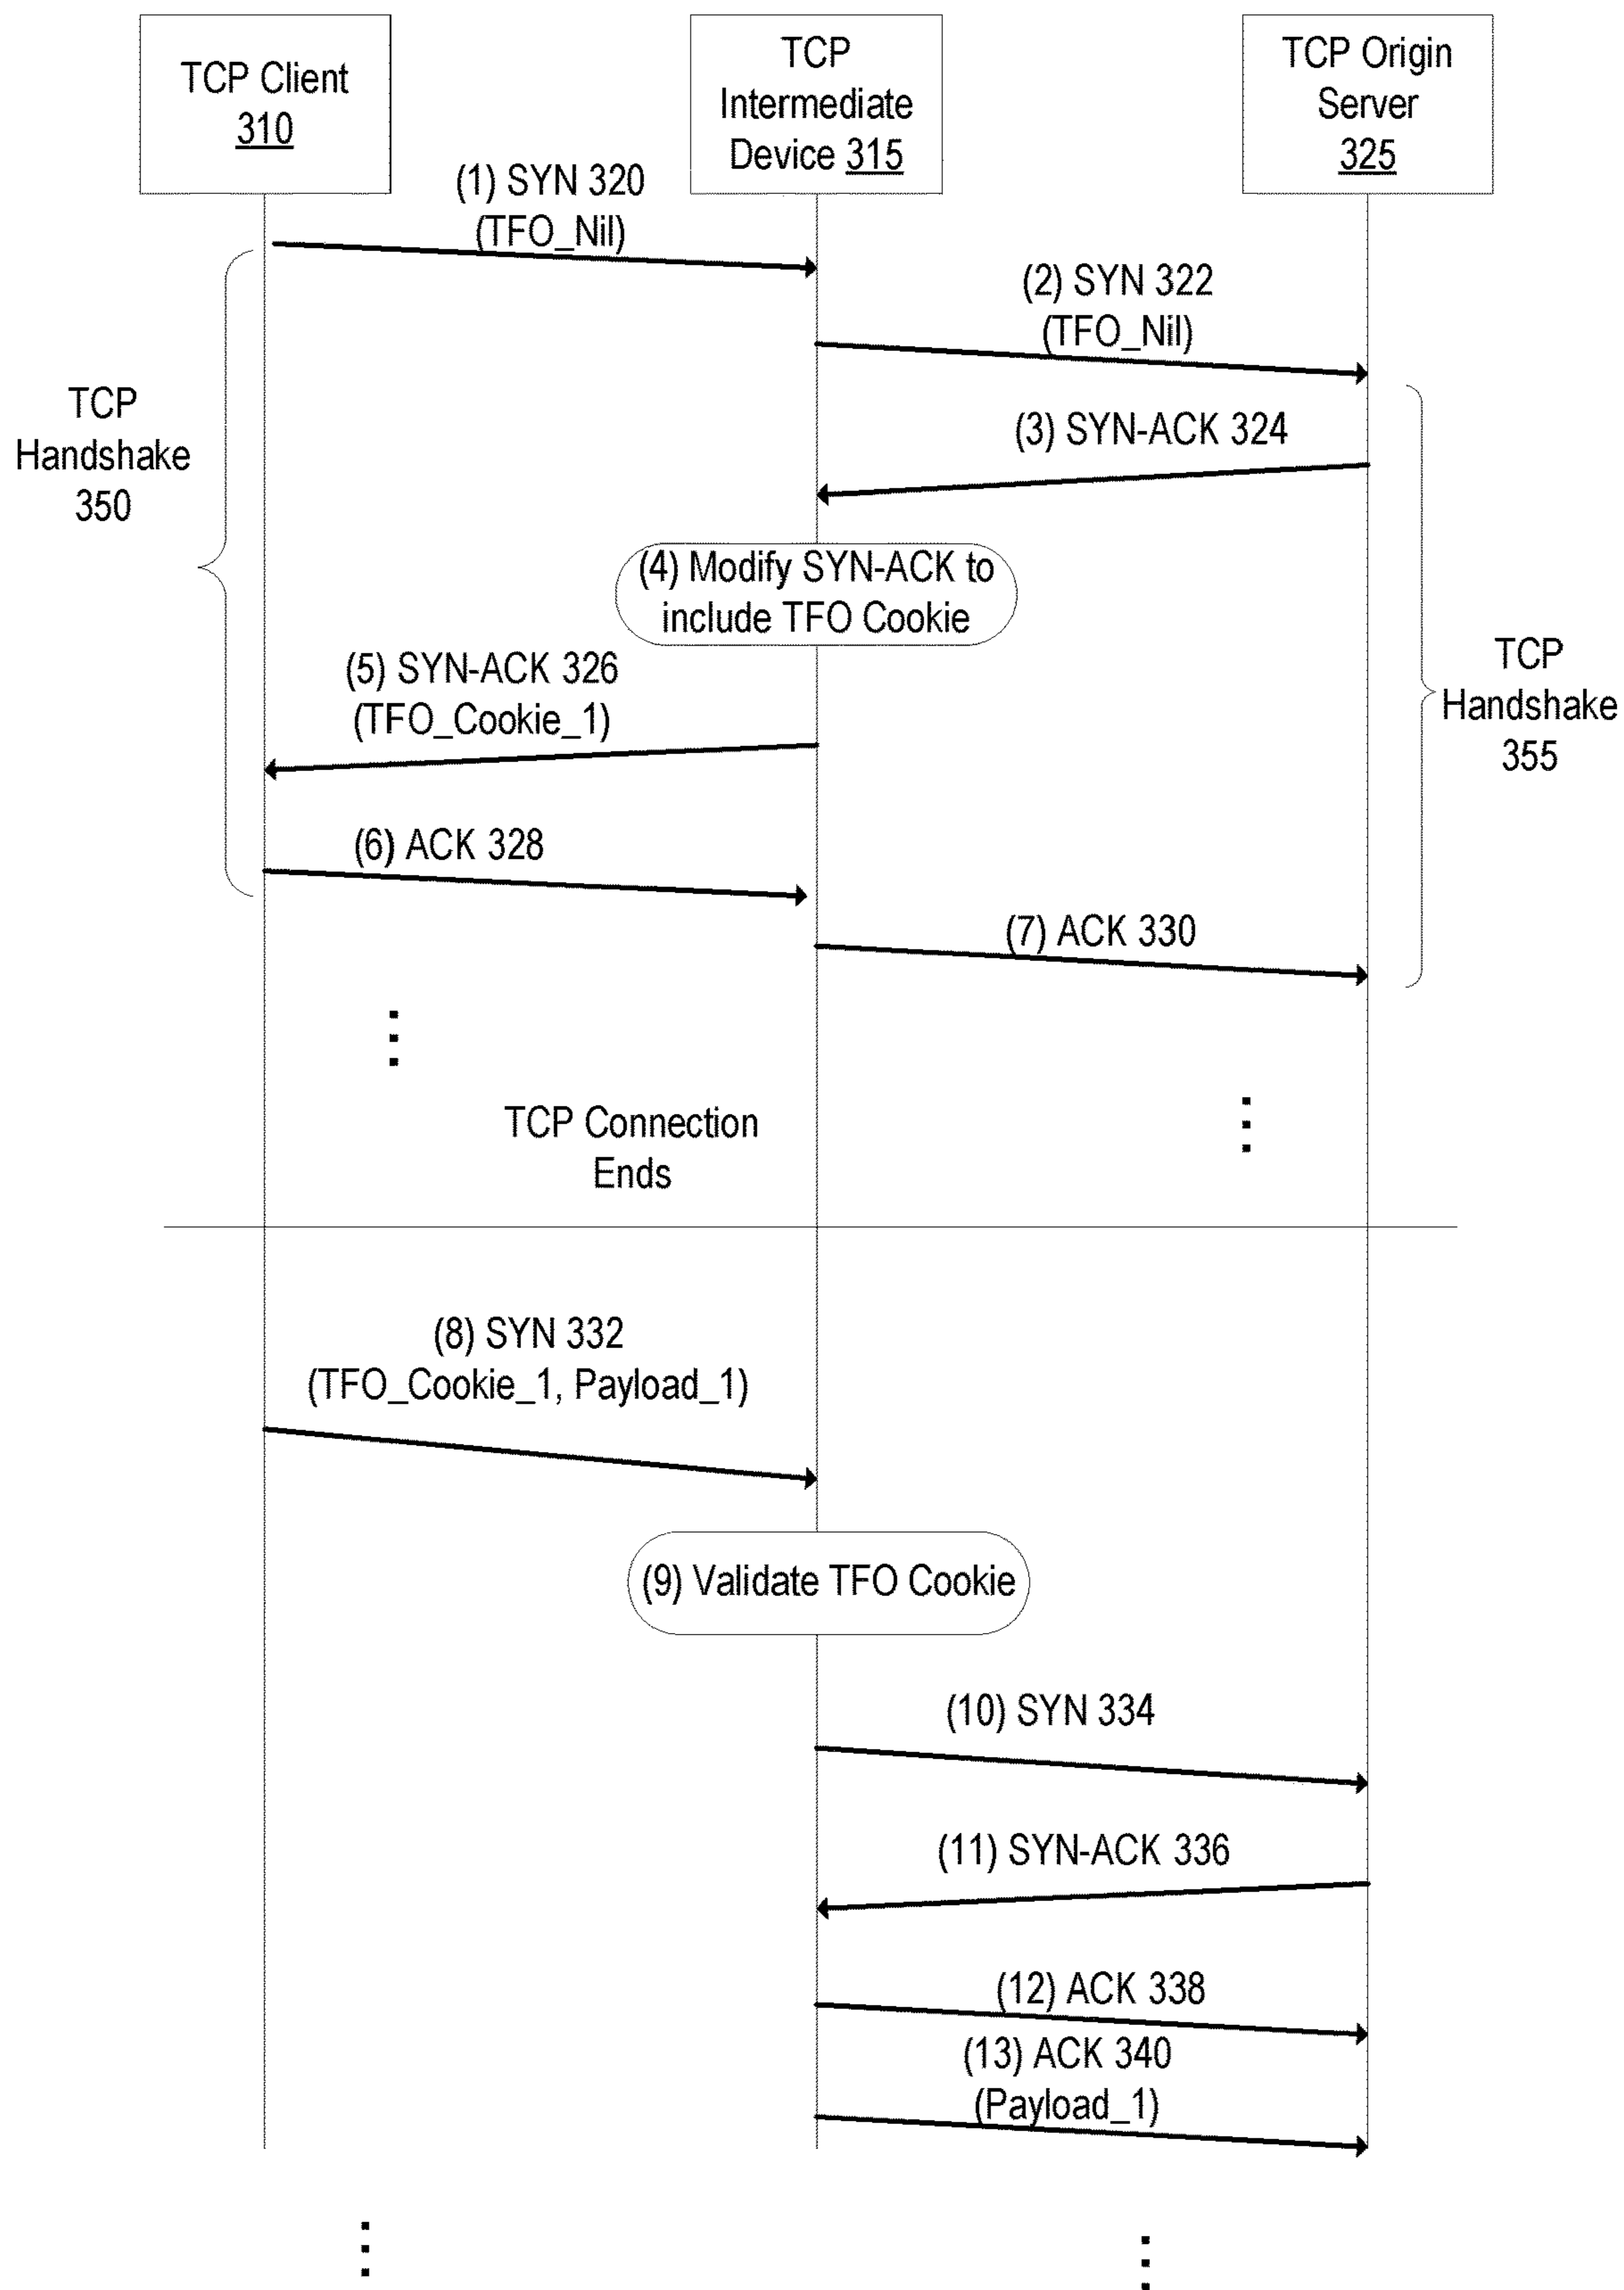 TCP Client
310
TCP
Intermediate
Device 315
TCP Origin
Server
325
(1) SYN 320
(TFO_Nil)
(2) SYN 322
(TFO_Nil)
TCP
Handshake
350
(3) SYN-ACK 324
(4) Modify SYN-ACK to
include TFO Cookie
(5) SYN-ACK 326
(TFO_Cookie_1)
TCP
Handshake
355
(6) ACK 328
(7) ACK 330
TCP Connection
Ends
(8) SYN 332
(TFO_Cookie_1, Payload_1)
(9) Validate TFO Cookie
(10) SYN 334
(11) SYN-ACK 336
(12) ACK 338
(13) ACK 340
(Payload_1)